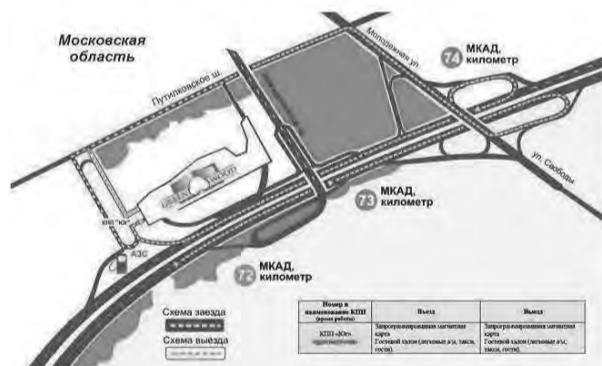 Московская
область
Молодежная ул.
74 МКАД,
километр
Путилковское ш.
GREENWOOD
ул. Свободы
КПП "Юг"
73 МКАД,
километр
АЗС
72 МКАД,
километр
Схема заезда
Схема выезда
Номер и
наименование КПП
(время работы)
Въезд
Выезд
КПП «Юг»
Запрограммированная магнитная
карта
Гостевой талон (легковые а/м, такси,
гости).
Запрограммированная магнитная
карта
Гостевой талон (легковые а/м,
такси, гости).